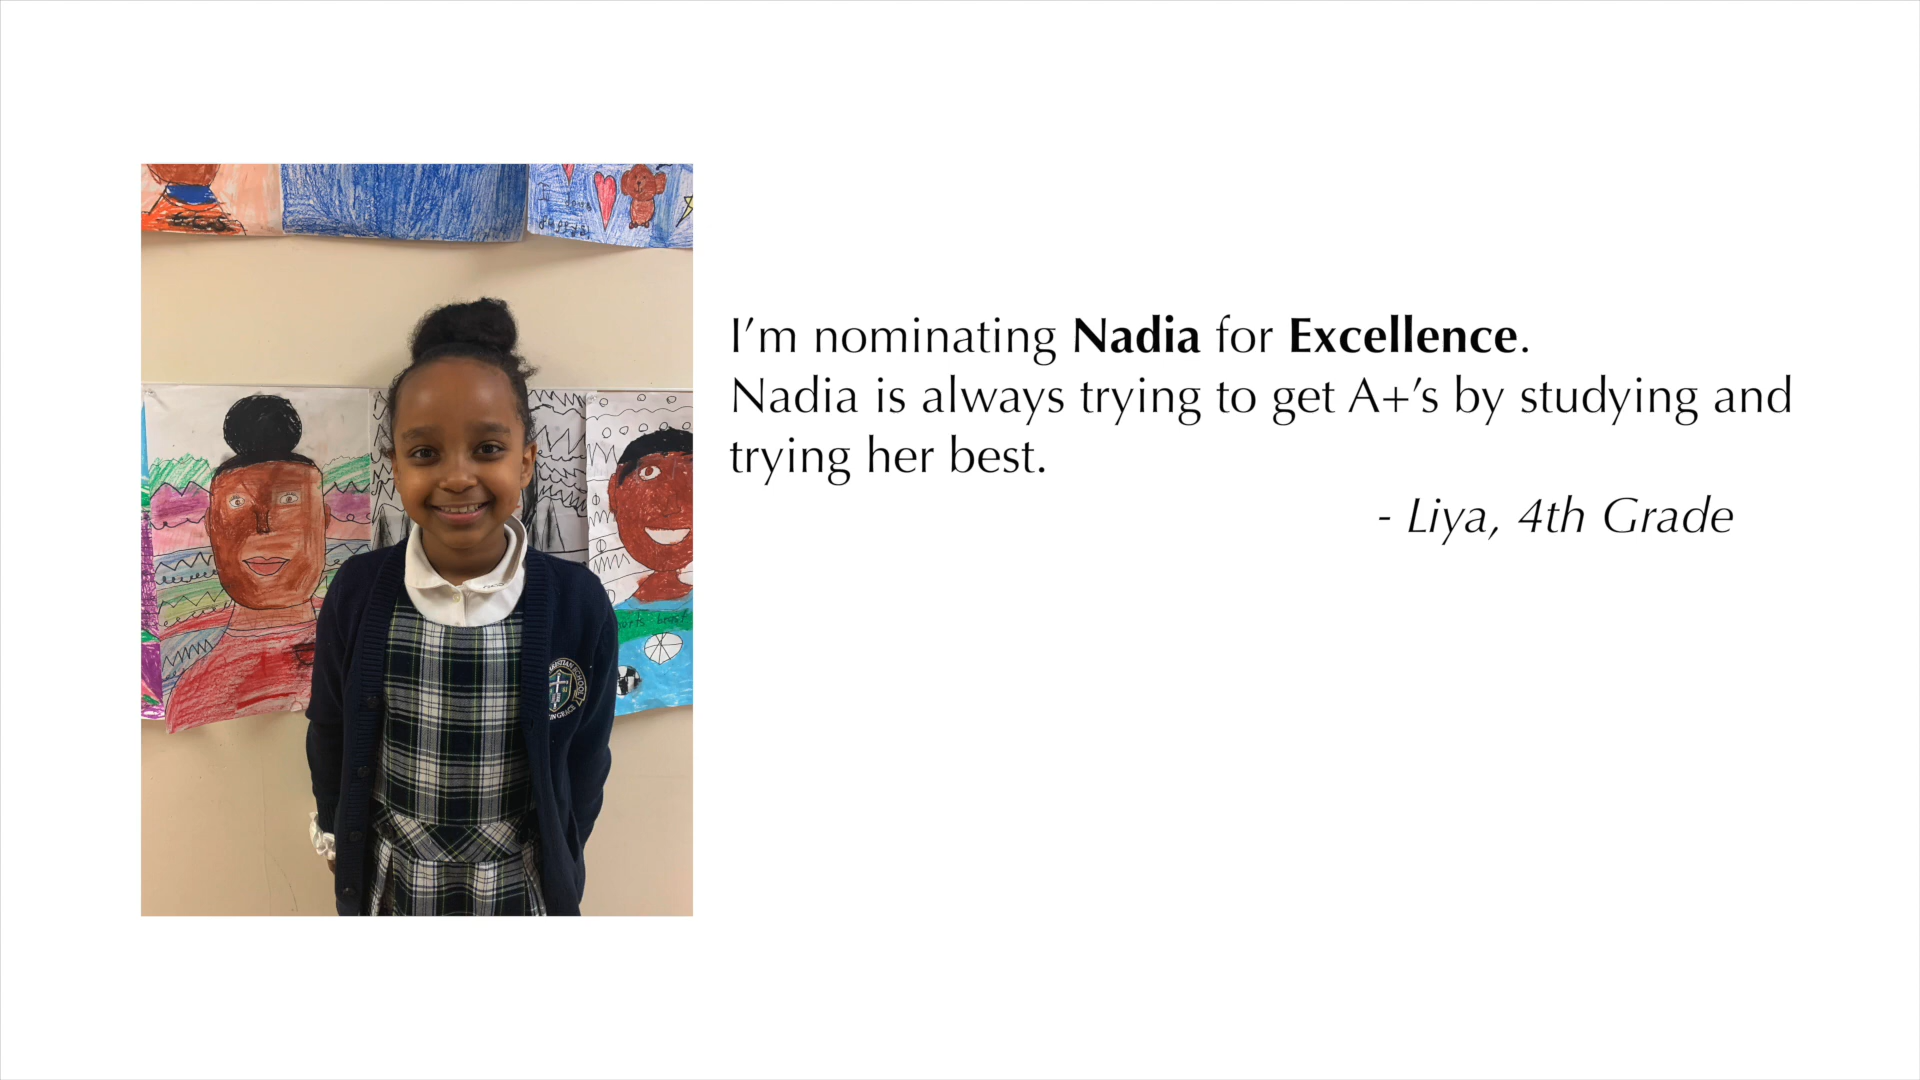 I’m nominating Nadia for Excellence.
Nadia is always trying to get A+’s by studying and
trying her best.
- Liya, 4th Grade